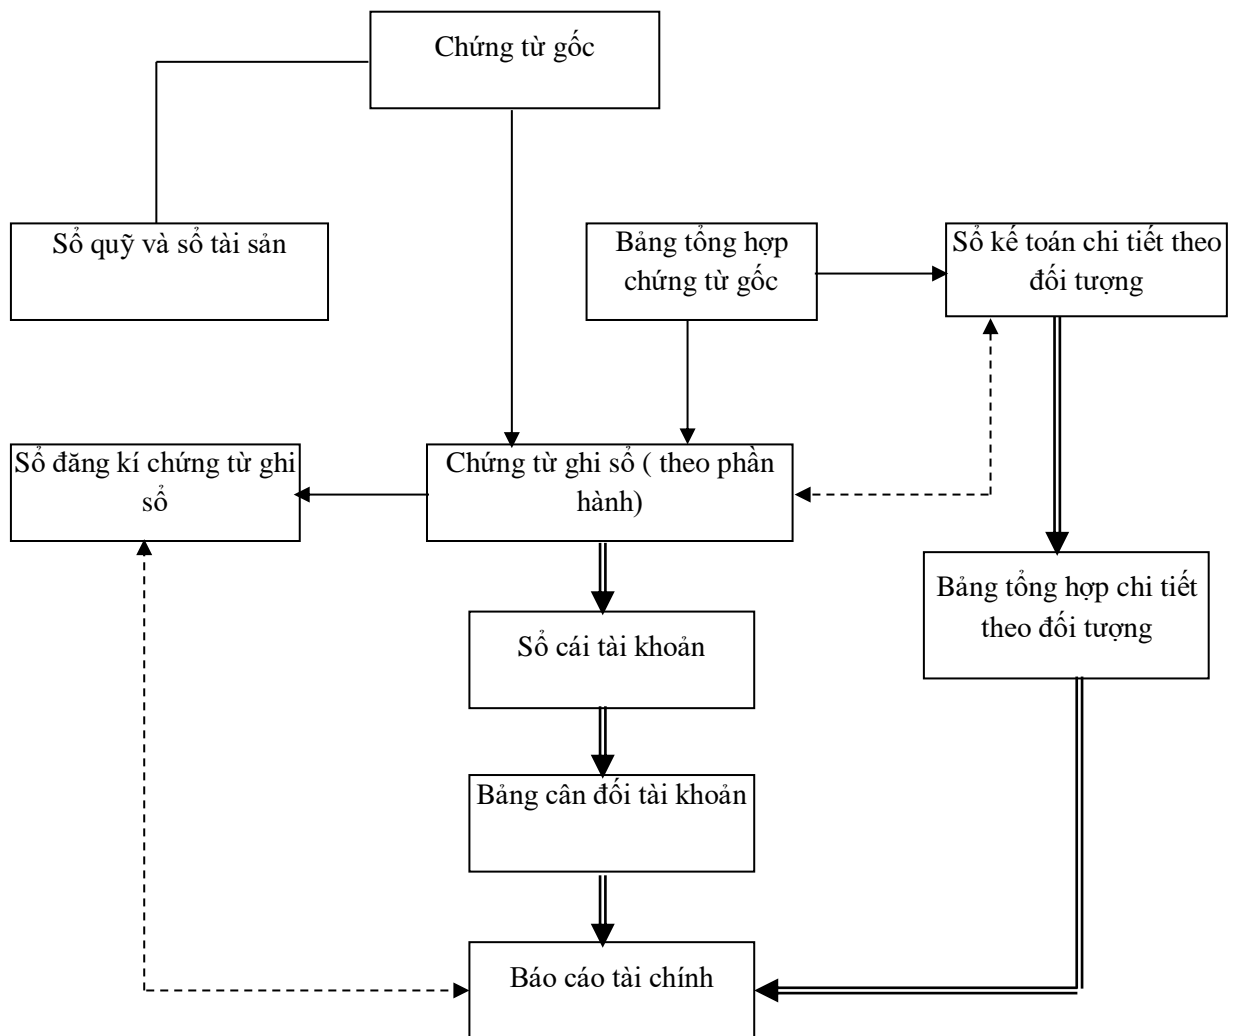 Chứng từ gốc
Sổ quỹ và sổ tài sản
Bảng tổng hợp
chứng từ gốc
Sổ kế toán chi tiết theo
đối tượng
Sổ đăng kí chứng từ ghi
sổ
Chứng từ ghi sổ ( theo phần
hành)
Bảng tổng hợp chi tiết
theo đối tượng
Sổ cái tài khoản
Bảng cân đối tài khoản
Báo cáo tài chính